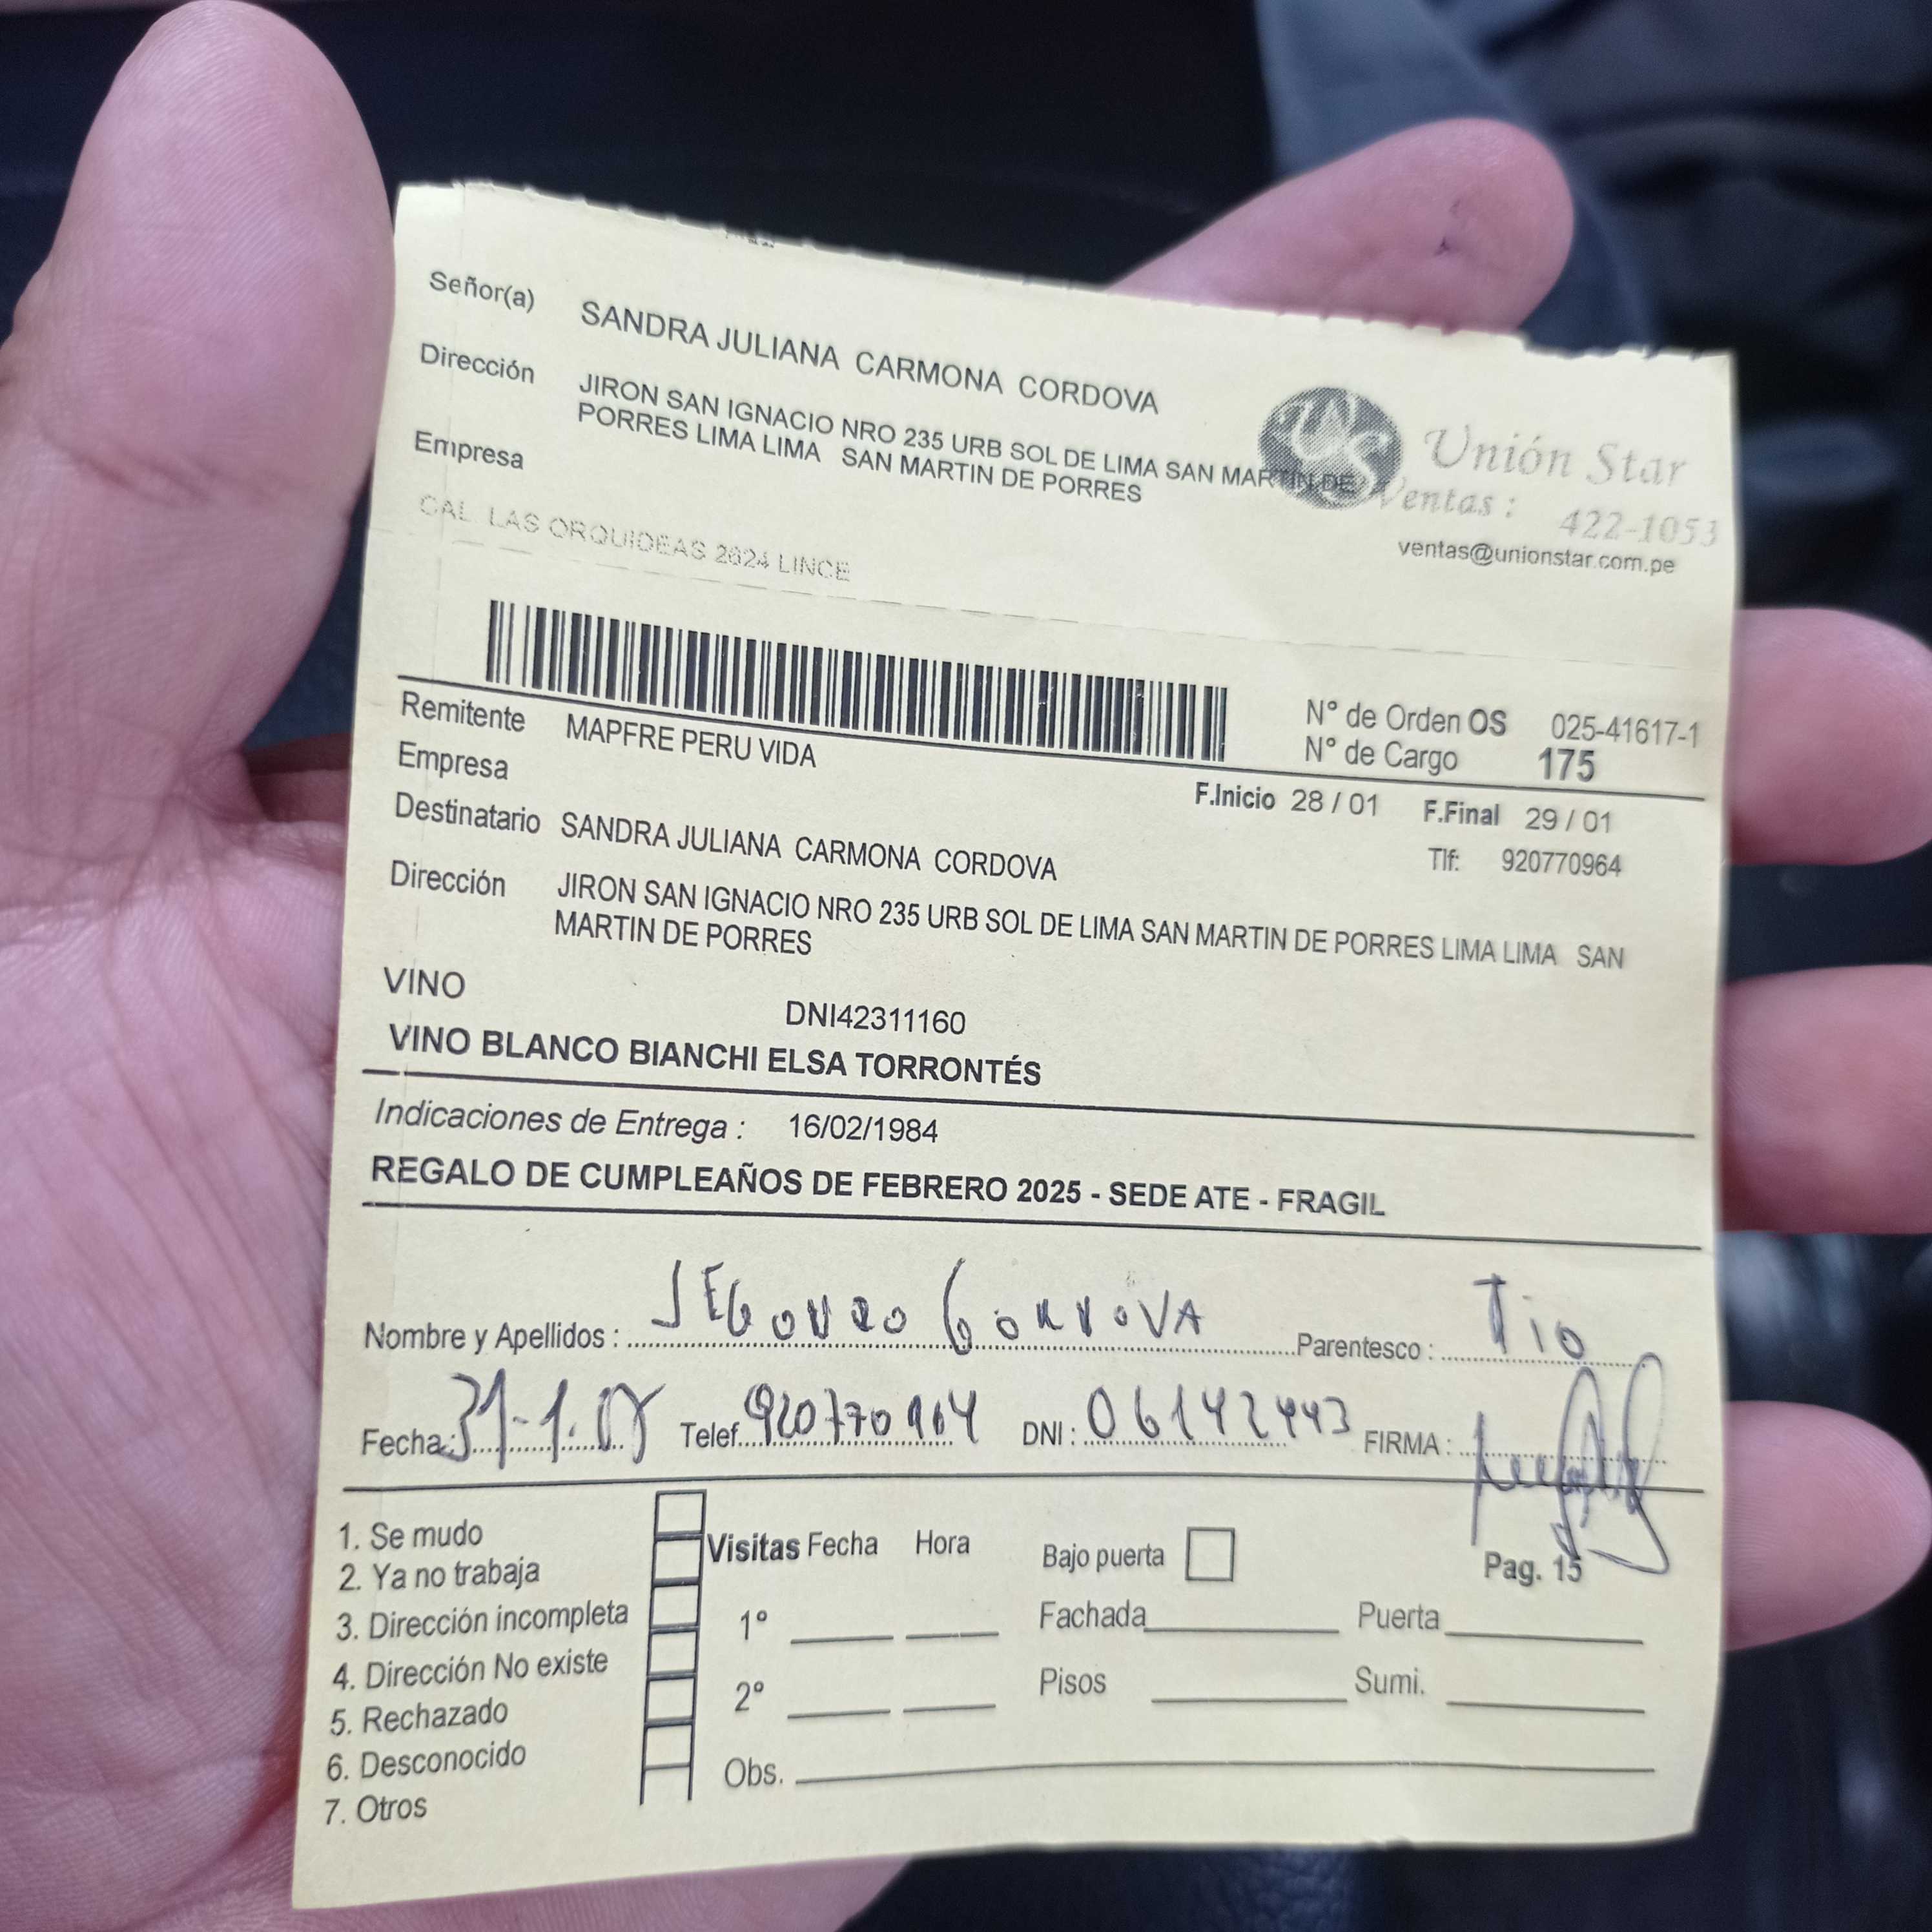 Señor(a) SANDRA JULIANA CARMONA CORDOVA
Dirección JIRON SAN IGNACIO NRO 235 URB SOL DE LIMA SAN MARTIN DE
PORRES LIMA LIMA SAN MARTIN DE PORRES
Empresa
US Unión Star
Ventas : 422-1053
ventas@unionstar.com.pe
CAL LAS ORQUIDEAS 2624 LINCE
N° de Orden OS 025-41617-1
N° de Cargo 175
Remitente MAPFRE PERU VIDA
Empresa
F.Inicio 28 / 01 F.Final 29 / 01
Destinatario SANDRA JULIANA CARMONA CORDOVA
Tlf: 920770964
Dirección JIRON SAN IGNACIO NRO 235 URB SOL DE LIMA SAN MARTIN DE PORRES LIMA LIMA SAN
MARTIN DE PORRES
VINO
DNI42311160
VINO BLANCO BIANCHI ELSA TORRONTÉS
Indicaciones de Entrega : 16/02/1984
REGALO DE CUMPLEAÑOS DE FEBRERO 2025 - SEDE ATE - FRAGIL
Nombre y Apellidos : SEGUNDO CORDOVA Parentesco : Tio
Fecha: Telef. DNI : 06142443 FIRMA :
1. Se mudo
2. Ya no trabaja
3. Dirección incompleta
4. Dirección No existe
5. Rechazado
6. Desconocido
7. Otros
Visitas Fecha Hora
1°
2°
Obs.
Bajo puerta
Pag. 15
Fachada Puerta
Pisos Sumi.